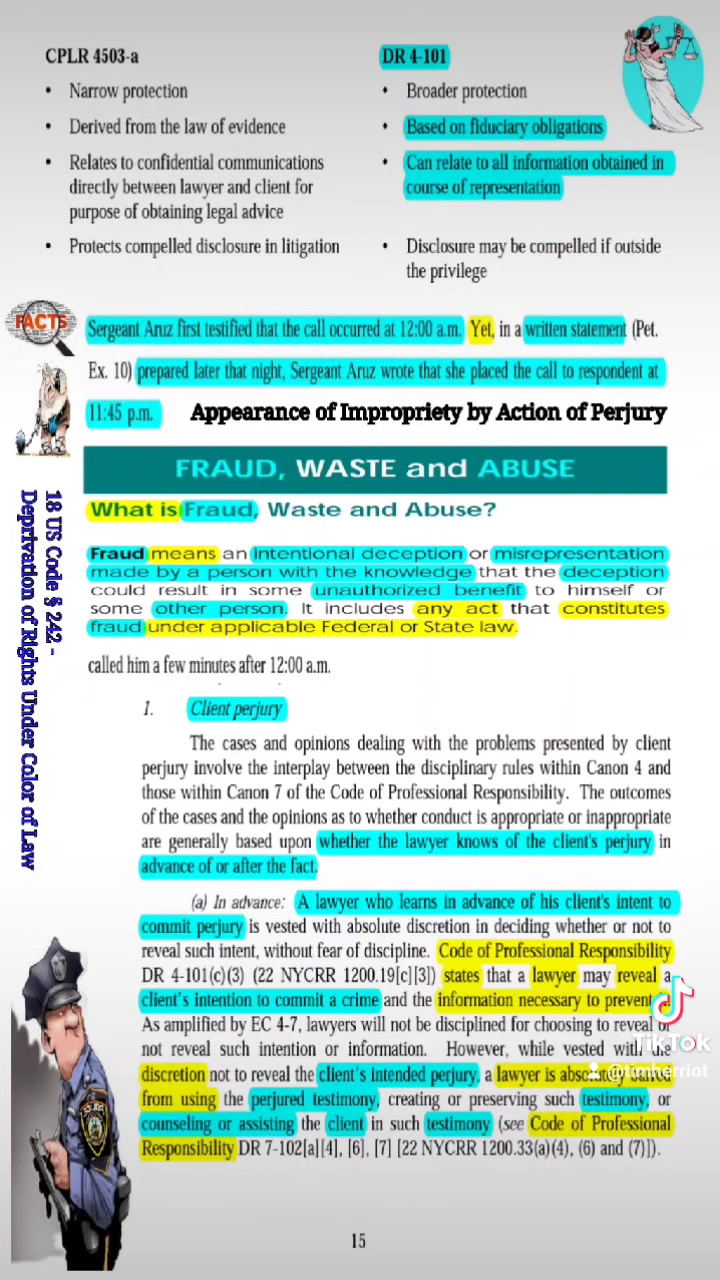 CPLR 4503-a
• Narrow protection
• Derived from the law of evidence
• Relates to confidential communications
directly between lawyer and client for
purpose of obtaining legal advice
• Protects compelled disclosure in litigation
DR 4-101
• Broader protection
• Based on fiduciary obligations
• Can relate to all information obtained in
course of representation
• Disclosure may be compelled if outside
the privilege
FACTS
Sergeant Aruz first testified that the call occurred at 12:00 a.m. Yet, in a written statement (Pet.
Ex. 10) prepared later that night, Sergeant Aruz wrote that she placed the call to respondent at
11:45 p.m.
Appearance of Impropriety by Action of Perjury
FRAUD, WASTE and ABUSE
What is Fraud, Waste and Abuse?
Fraud means an intentional deception or misrepresentation
made by a person with the knowledge that the deception
could result in some unauthorized benefit to himself or
some other person. It includes any act that constitutes
fraud under applicable Federal or State law.
18 US Code § 242 -
Deprivation of Rights Under Color of Law
called him a few minutes after 12:00 a.m.
1. Client perjury
The cases and opinions dealing with the problems presented by client
perjury involve the interplay between the disciplinary rules within Canon 4 and
those within Canon 7 of the Code of Professional Responsibility. The outcomes
of the cases and the opinions as to whether conduct is appropriate or inappropriate
are generally based upon whether the lawyer knows of the client's perjury in
advance of or after the fact.
(a) In advance: A lawyer who learns in advance of his client's intent to
commit perjury is vested with absolute discretion in deciding whether or not to
reveal such intent, without fear of discipline. Code of Professional Responsibility
DR 4-101(c)(3) (22 NYCRR 1200.19[c][3]) states that a lawyer may reveal a
client's intention to commit a crime and the information necessary to prevent
As amplified by EC 4-7, lawyers will not be disciplined for choosing to reveal or
not reveal such intention or information. However, while vested with the
discretion not to reveal the client's intended perjury, a lawyer is absolutely barred
from using the perjured testimony, creating or preserving such testimony, or
counseling or assisting the client in such testimony (see Code of Professional
Responsibility DR 7-102[a][4], [6], [7] [22 NYCRR 1200.33(a)(4), (6) and (7)]).
TikTok
@timherriot
15